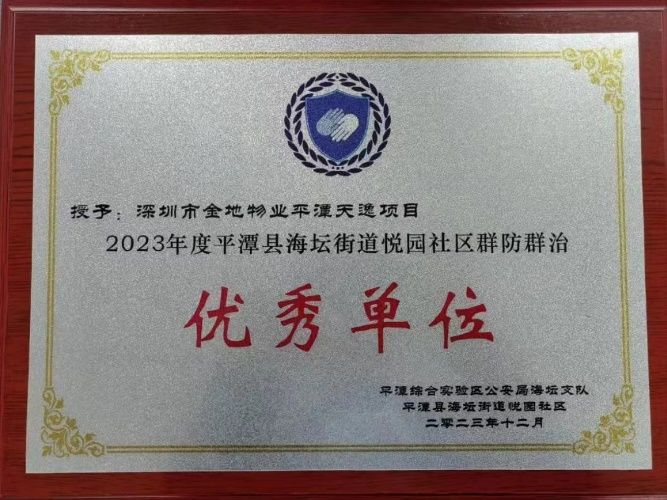 授予：深圳市金地物业平潭天逸项目
2023年度平潭县海坛街道悦园社区群防群治
优秀单位
平潭综合实验区公安局海坛支队
平潭县海坛街道悦园社区
二零二三年十二月